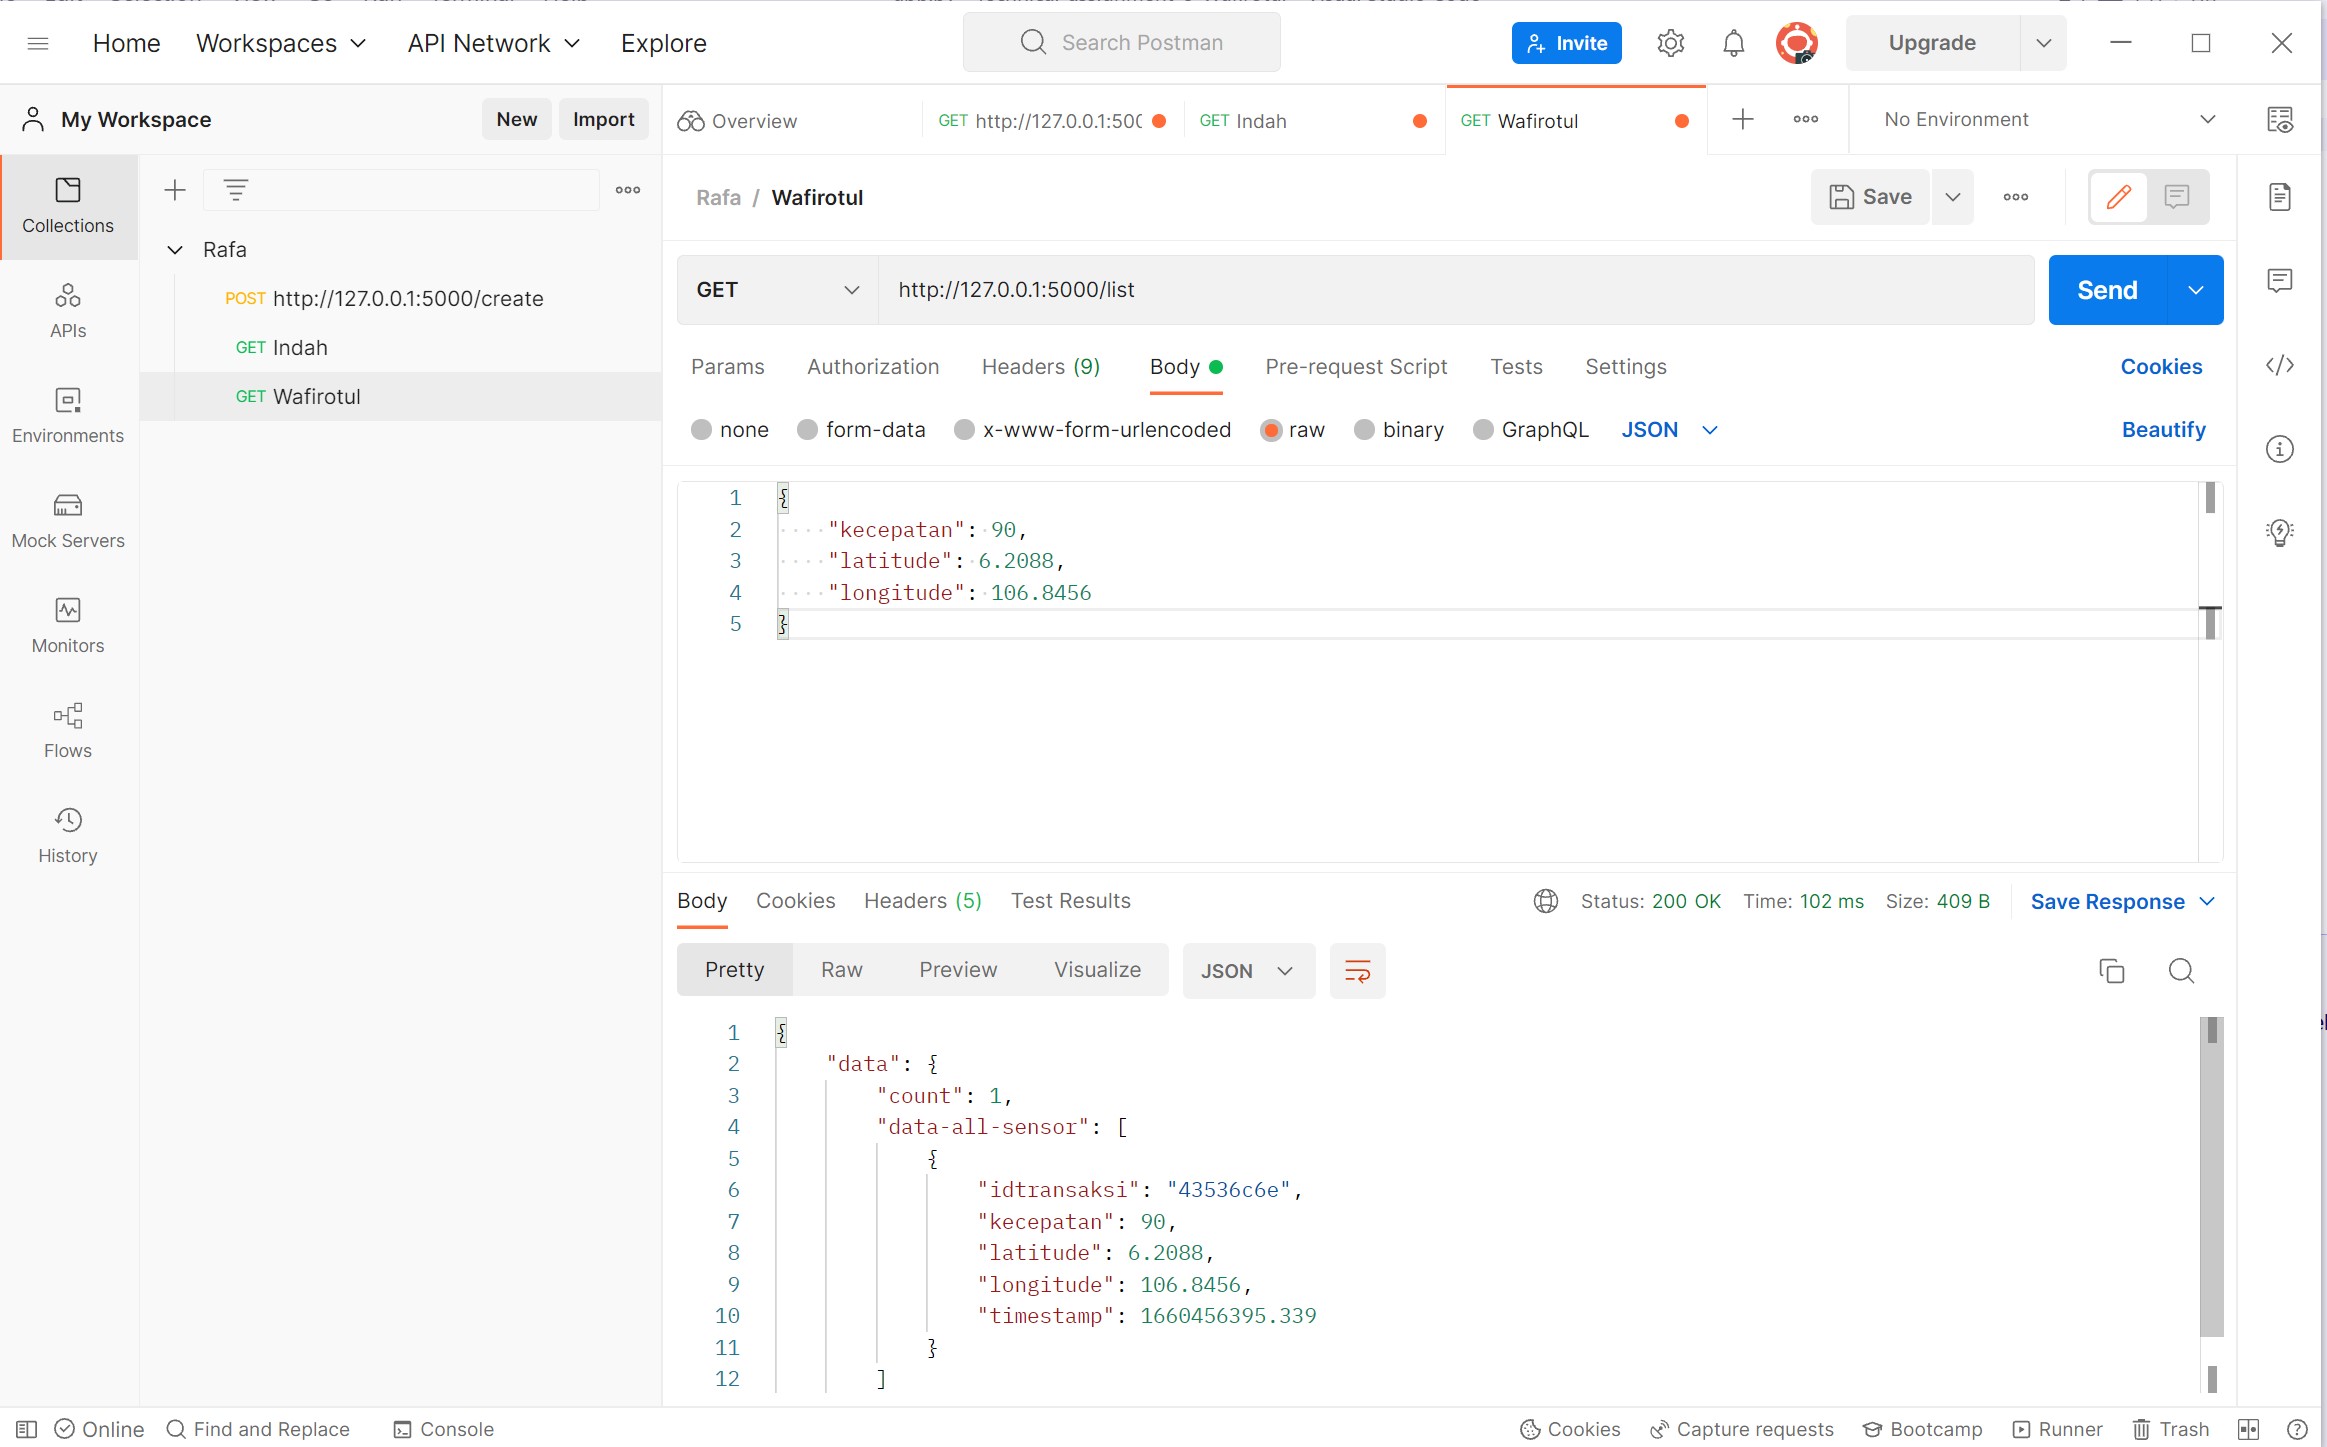 Home Workspaces API Network Explore Search Postman Invite Upgrade
My Workspace New Import
Overview GET http://127.0.0.1:500 GET Indah GET Wafirotul No Environment
Collections
APIs
Environments
Mock Servers
Monitors
Flows
History
Rafa
POST http://127.0.0.1:5000/create
GET Indah
GET Wafirotul
Rafa / Wafirotul Save
GET http://127.0.0.1:5000/list Send
Params Authorization Headers (9) Body Pre-request Script Tests Settings Cookies
none form-data x-www-form-urlencoded raw binary GraphQL JSON Beautify
1 {
2 "kecepatan": 90,
3 "latitude": 6.2088,
4 "longitude": 106.8456
5 }
Body Cookies Headers (5) Test Results Status: 200 OK Time: 102 ms Size: 409 B Save Response
Pretty Raw Preview Visualize JSON
1 {
2 "data": {
3 "count": 1,
4 "data-all-sensor": [
5 {
6 "idtransaksi": "43536c6e",
7 "kecepatan": 90,
8 "latitude": 6.2088,
9 "longitude": 106.8456,
10 "timestamp": 1660456395.339
11 }
12 ]
Online Find and Replace Console Cookies Capture requests Bootcamp Runner Trash